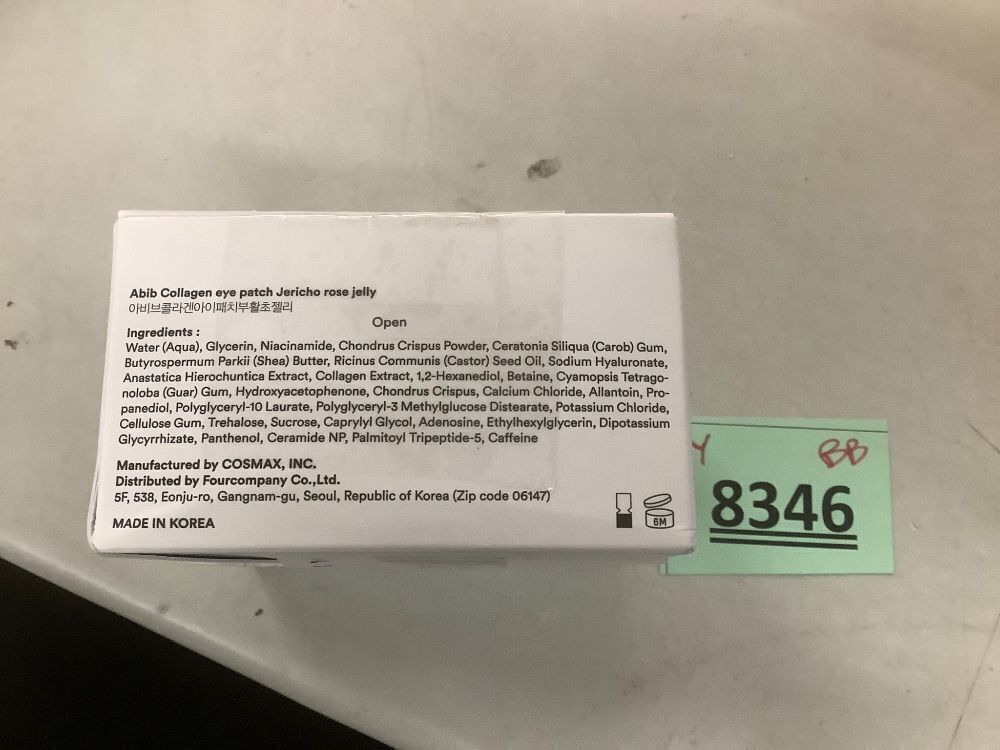 Abib Collagen eye patch Jericho rose jelly
아비브콜라겐아이패치부활초젤리
Open
Ingredients :
Water (Aqua), Glycerin, Niacinamide, Chondrus Crispus Powder, Ceratonia Siliqua (Carob) Gum,
Butyrospermum Parkii (Shea) Butter, Ricinus Communis (Castor) Seed Oil, Sodium Hyaluronate,
Anastatica Hierochuntica Extract, Collagen Extract, 1,2-Hexanediol, Betaine, Cyamopsis Tetrago-
noloba (Guar) Gum, Hydroxyacetophenone, Chondrus Crispus, Calcium Chloride, Allantoin, Pro-
panediol, Polyglyceryl-10 Laurate, Polyglyceryl-3 Methylglucose Distearate, Potassium Chloride,
Cellulose Gum, Trehalose, Sucrose, Caprylyl Glycol, Adenosine, Ethylhexylglycerin, Dipotassium
Glycyrrhizate, Panthenol, Ceramide NP, Palmitoyl Tripeptide-5, Caffeine
Manufactured by COSMAX, INC.
Distributed by Fourcompany Co.,Ltd.
5F, 538, Eonju-ro, Gangnam-gu, Seoul, Republic of Korea (Zip code 06147)
MADE IN KOREA
6M
Y BB
8346